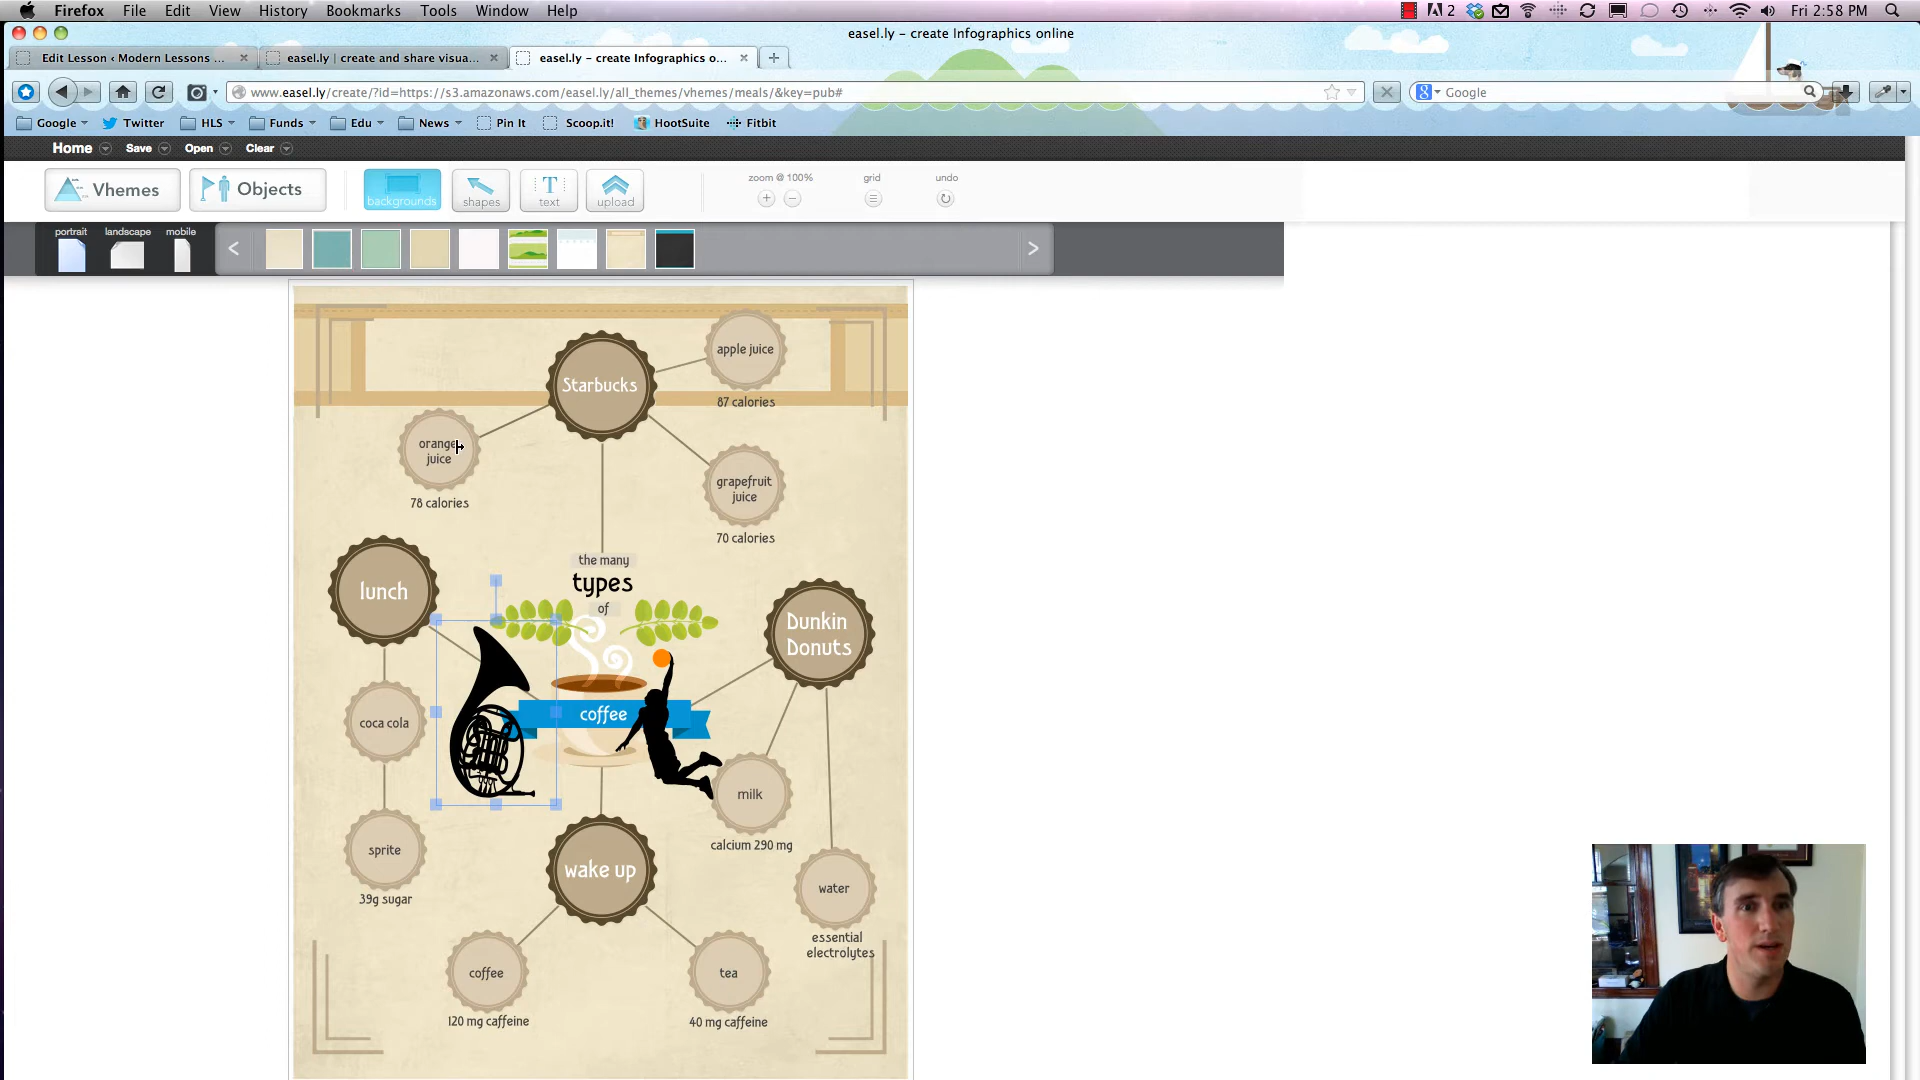 Firefox File Edit View History Bookmarks Tools Window Help
2 Fri 2:58 PM
easel.ly – create Infographics online
Edit Lesson ‹ Modern Lessons ...
easel.ly | create and share visua...
easel.ly – create Infographics o...
www.easel.ly/create/?id=https://s3.amazonaws.com/easel.ly/all_themes/vhemes/meals/&key=pub#
Google
Google Twitter HLS Funds Edu News Pin It Scoop.it! HootSuite Fitbit
Home Save Open Clear
Vhemes
Objects
backgrounds
shapes
text
upload
zoom @ 100%
grid
undo
portrait
landscape
mobile
Starbucks
apple juice
87 calories
orange
juice
78 calories
grapefruit
juice
70 calories
the many
types
of
coffee
lunch
coca cola
sprite
39g sugar
Dunkin
Donuts
milk
calcium 290 mg
water
essential
electrolytes
wake up
coffee
120 mg caffeine
tea
40 mg caffeine